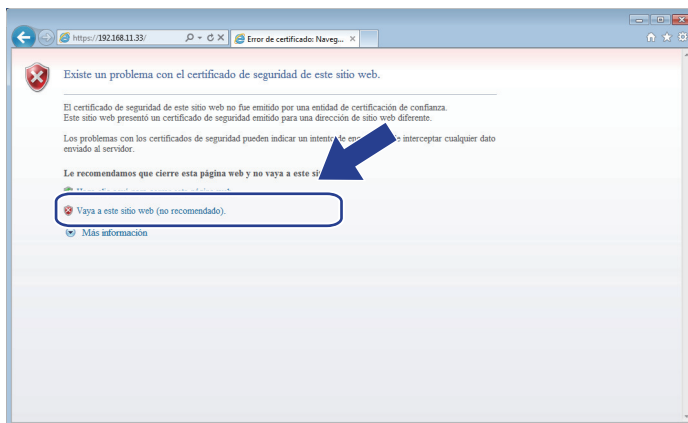 https://192.168.11.33/
Error de certificado: Naveg...
Existe un problema con el certificado de seguridad de este sitio web.
El certificado de seguridad de este sitio web no fue emitido por una entidad de certificación de confianza.
Este sitio web presentó un certificado de seguridad emitido para una dirección de sitio web diferente.
Los problemas con los certificados de seguridad pueden indicar un intento de interceptar cualquier dato
enviado al servidor.
Le recomendamos que cierre esta página web y no vaya a este
Vaya a este sitio web (no recomendado).
Más información